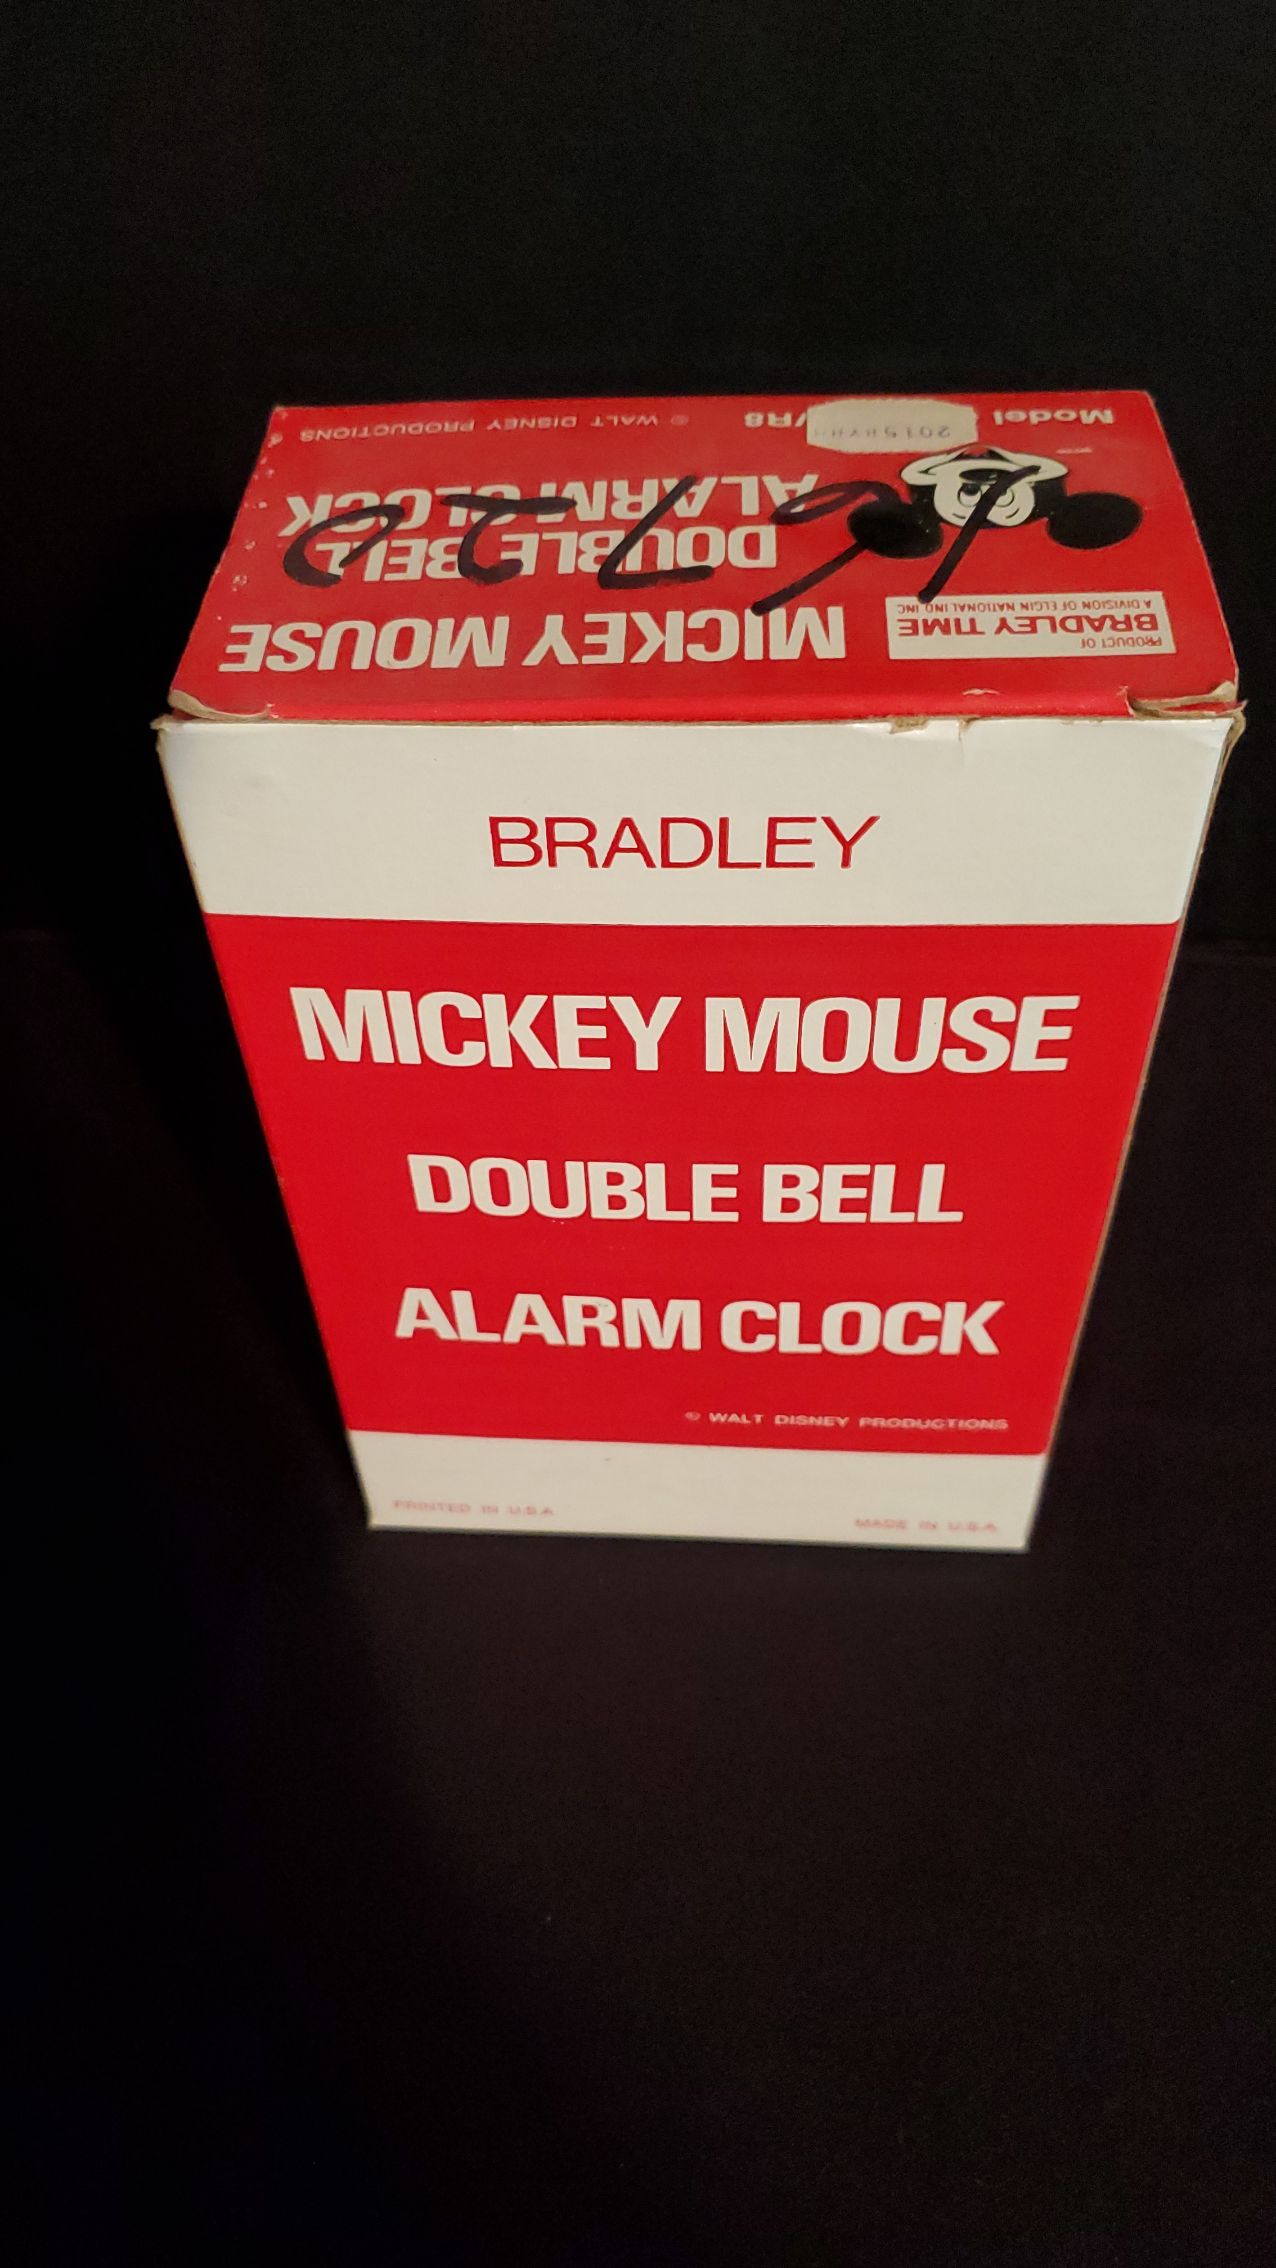 Model /R8 © WALT DISNEY PRODUCTIONS
DOUBLE BELL
ALARM CLOCK
MICKEY MOUSE
PRODUCT OF
BRADLEY TIME
A DIVISION OF ELGIN NATIONAL IND INC
BRADLEY
MICKEY MOUSE
DOUBLE BELL
ALARM CLOCK
© WALT DISNEY PRODUCTIONS
PRINTED IN U.S.A.
MADE IN U.S.A.